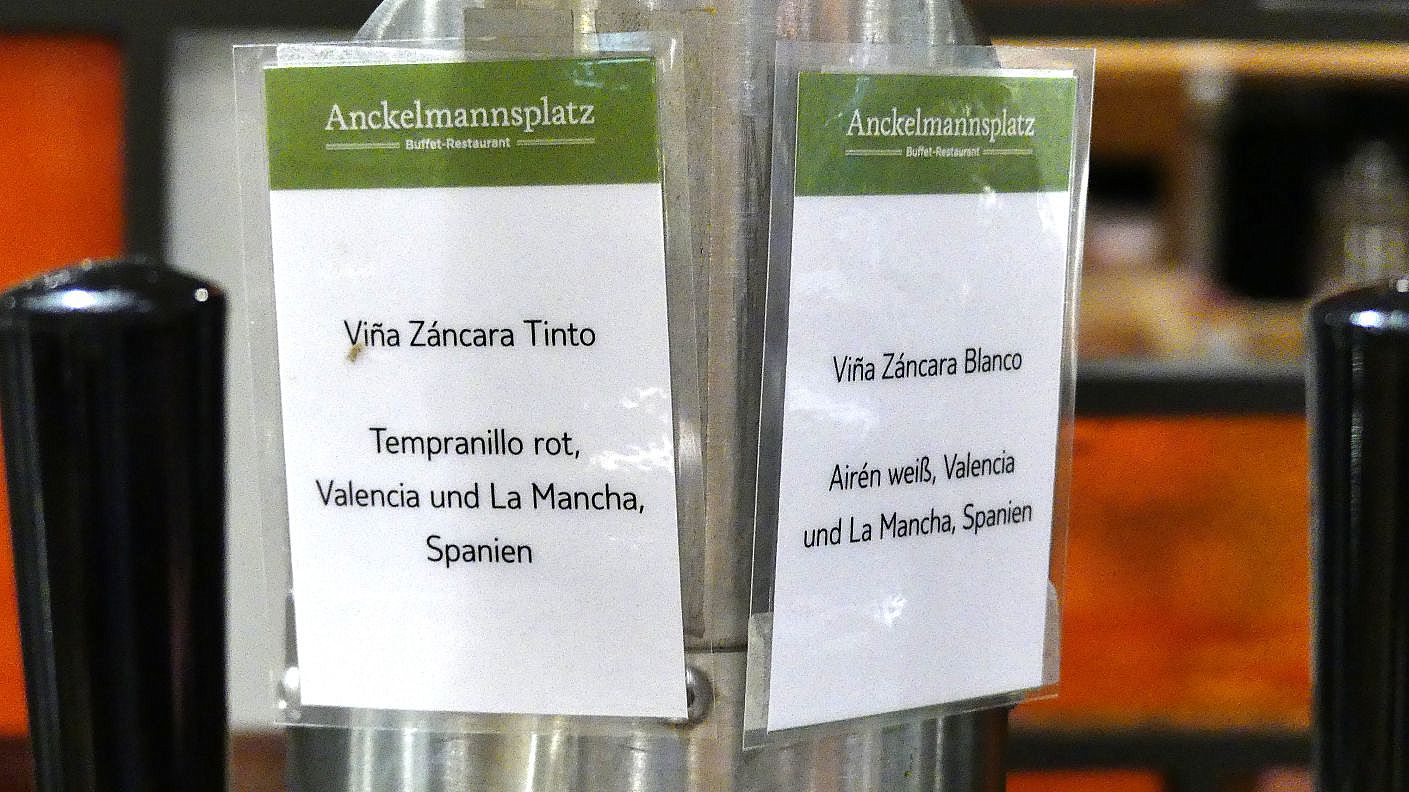 Anckelmannsplatz
Buffet-Restaurant
Viña Záncara Tinto
Tempranillo rot,
Valencia und La Mancha,
Spanien
Anckelmannsplatz
Buffet-Restaurant
Viña Záncara Blanco
Airén weiß, Valencia
und La Mancha, Spanien